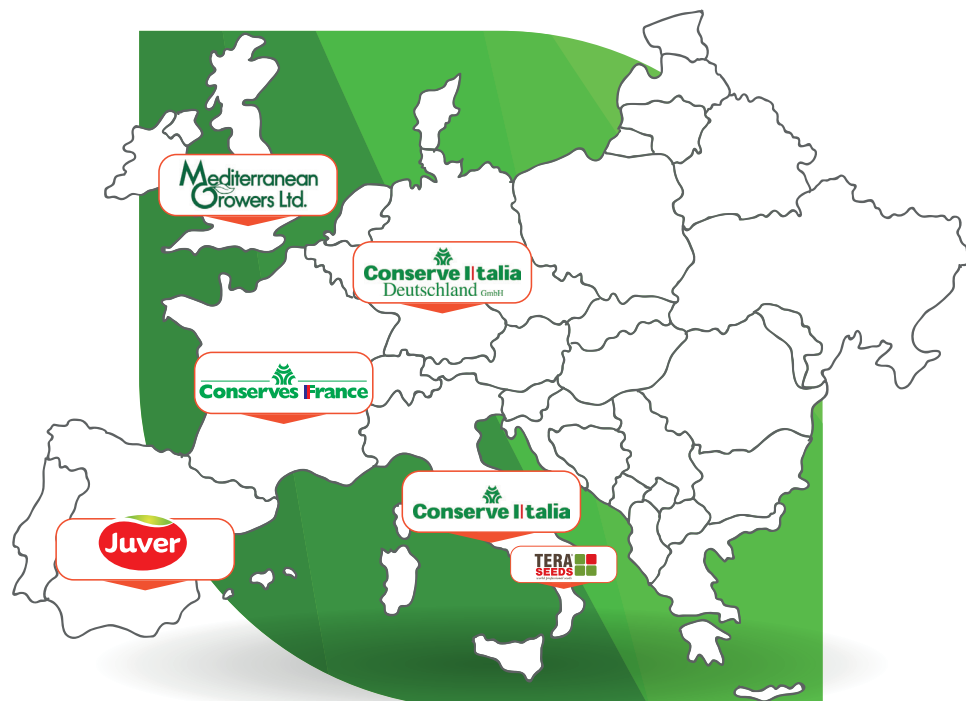 Mediterranean
Growers Ltd.
Conserve Italia
Deutschland GmbH
Conserves France
Conserve Italia
Juver
TERA
SEEDS